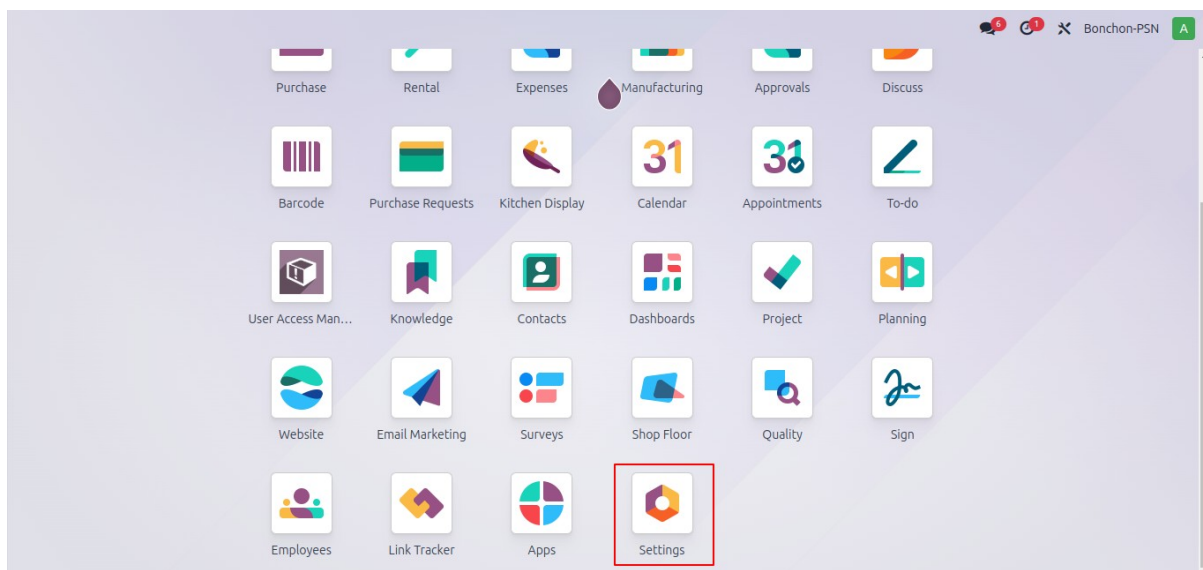 6 1 Bonchon-PSN A
Purchase Rental Expenses Manufacturing Approvals Discuss
31 31
Barcode Purchase Requests Kitchen Display Calendar Appointments To-do
User Access Man... Knowledge Contacts Dashboards Project Planning
Website Email Marketing Surveys Shop Floor Quality Sign
Employees Link Tracker Apps Settings